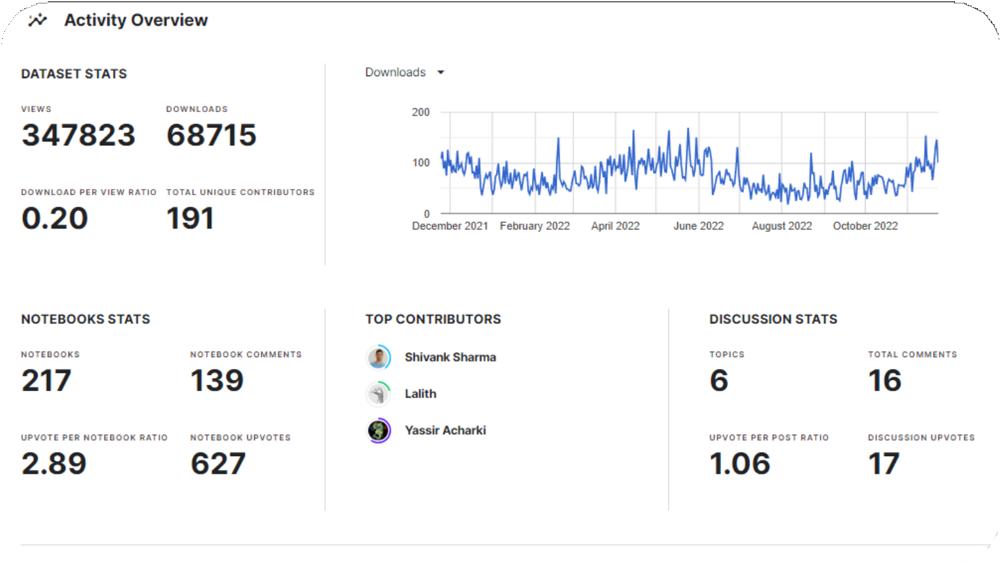 Activity Overview
DATASET STATS
VIEWS DOWNLOADS
347823 68715
DOWNLOAD PER VIEW RATIO TOTAL UNIQUE CONTRIBUTORS
0.20 191
Downloads
200
100
0
December 2021 February 2022 April 2022 June 2022 August 2022 October 2022
NOTEBOOKS STATS
NOTEBOOKS NOTEBOOK COMMENTS
217 139
UPVOTE PER NOTEBOOK RATIO NOTEBOOK UPVOTES
2.89 627
TOP CONTRIBUTORS
Shivank Sharma
Lalith
Yassir Acharki
DISCUSSION STATS
TOPICS TOTAL COMMENTS
6 16
UPVOTE PER POST RATIO DISCUSSION UPVOTES
1.06 17